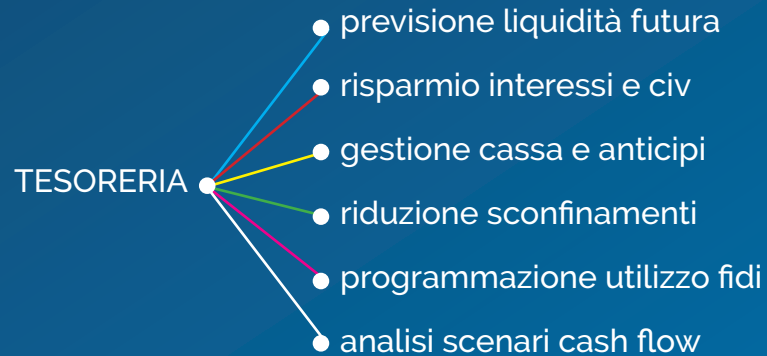 previsione liquidità futura
risparmio interessi e civ
gestione cassa e anticipi
TESORERIA
riduzione sconfinamenti
programmazione utilizzo fidi
analisi scenari cash flow